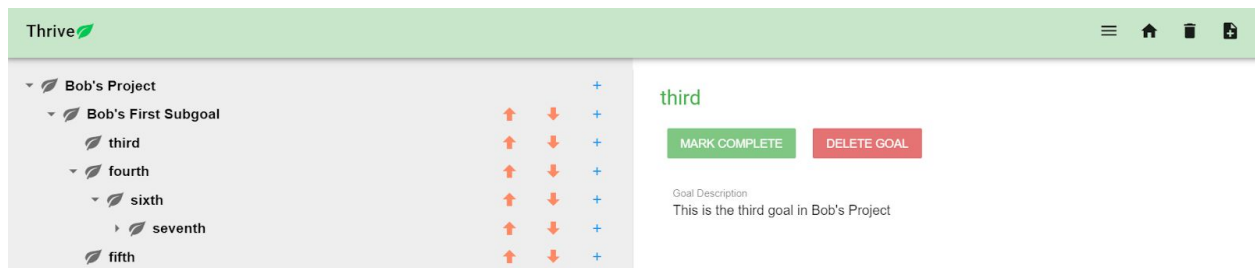 Thrive
Bob's Project
Bob's First Subgoal
third
fourth
sixth
seventh
fifth
third
MARK COMPLETE DELETE GOAL
Goal Description
This is the third goal in Bob's Project